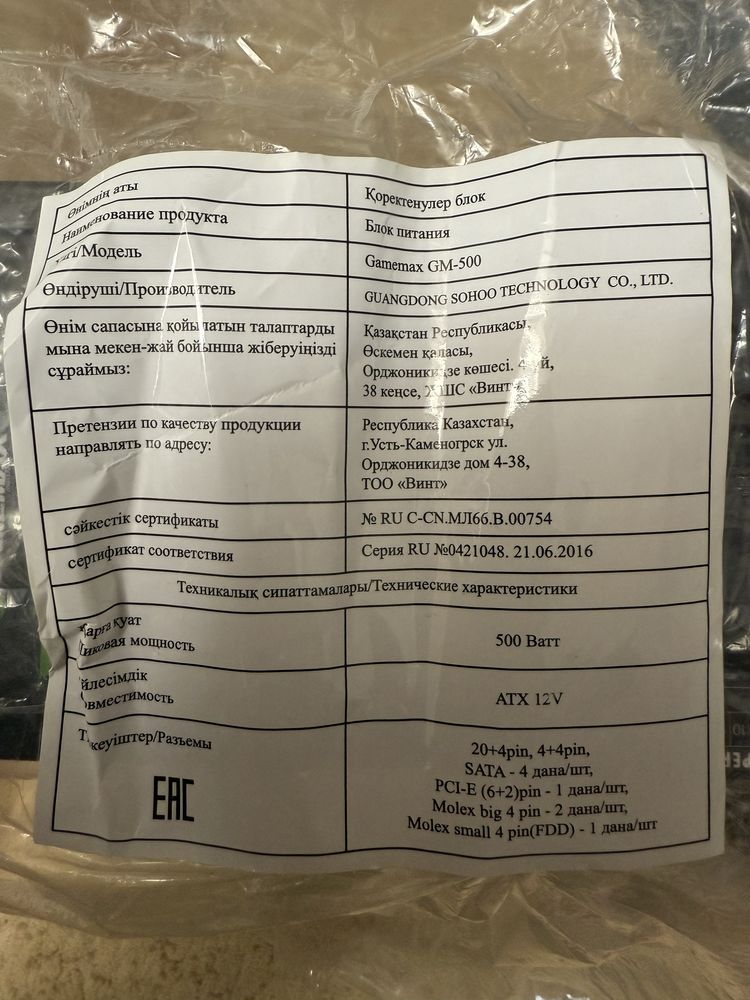 Өнімнің аты
Қоректенулер блок
Наименование продукта
Блок питания
/Модель
Gamemax GM-500
Өндіруші/Производитель
GUANGDONG SOHOO TECHNOLOGY CO., LTD.
Өнім сапасына қойылатын талаптарды
мына мекен-жай бойынша жіберуіңізді
сұраймыз:
Қазақстан Республикасы,
Өскемен қаласы,
Орджоникидзе көшесі.
38 кеңсе, ЖШС «Винт»
Претензии по качеству продукции
направлять по адресу:
Республика Казахстан,
г.Усть-Каменогрск ул.
Орджоникидзе дом 4-38,
ТОО «Винт»
сәйкестік сертификаты
№ RU C-CN.МЛ66.B.00754
сертификат соответствия
Серия RU №0421048. 21.06.2016
Техникалық сипаттамалары/Технические характеристики
қуат
Пиковая мощность
500 Ватт
үйлесімдік
совместимость
ATX 12V
/Разъемы
20+4pin, 4+4pin,
SATA - 4 дана/шт,
PCI-E (6+2)pin - 1 дана/шт,
Molex big 4 pin - 2 дана/шт,
Molex small 4 pin(FDD) - 1 дана/шт
EAC